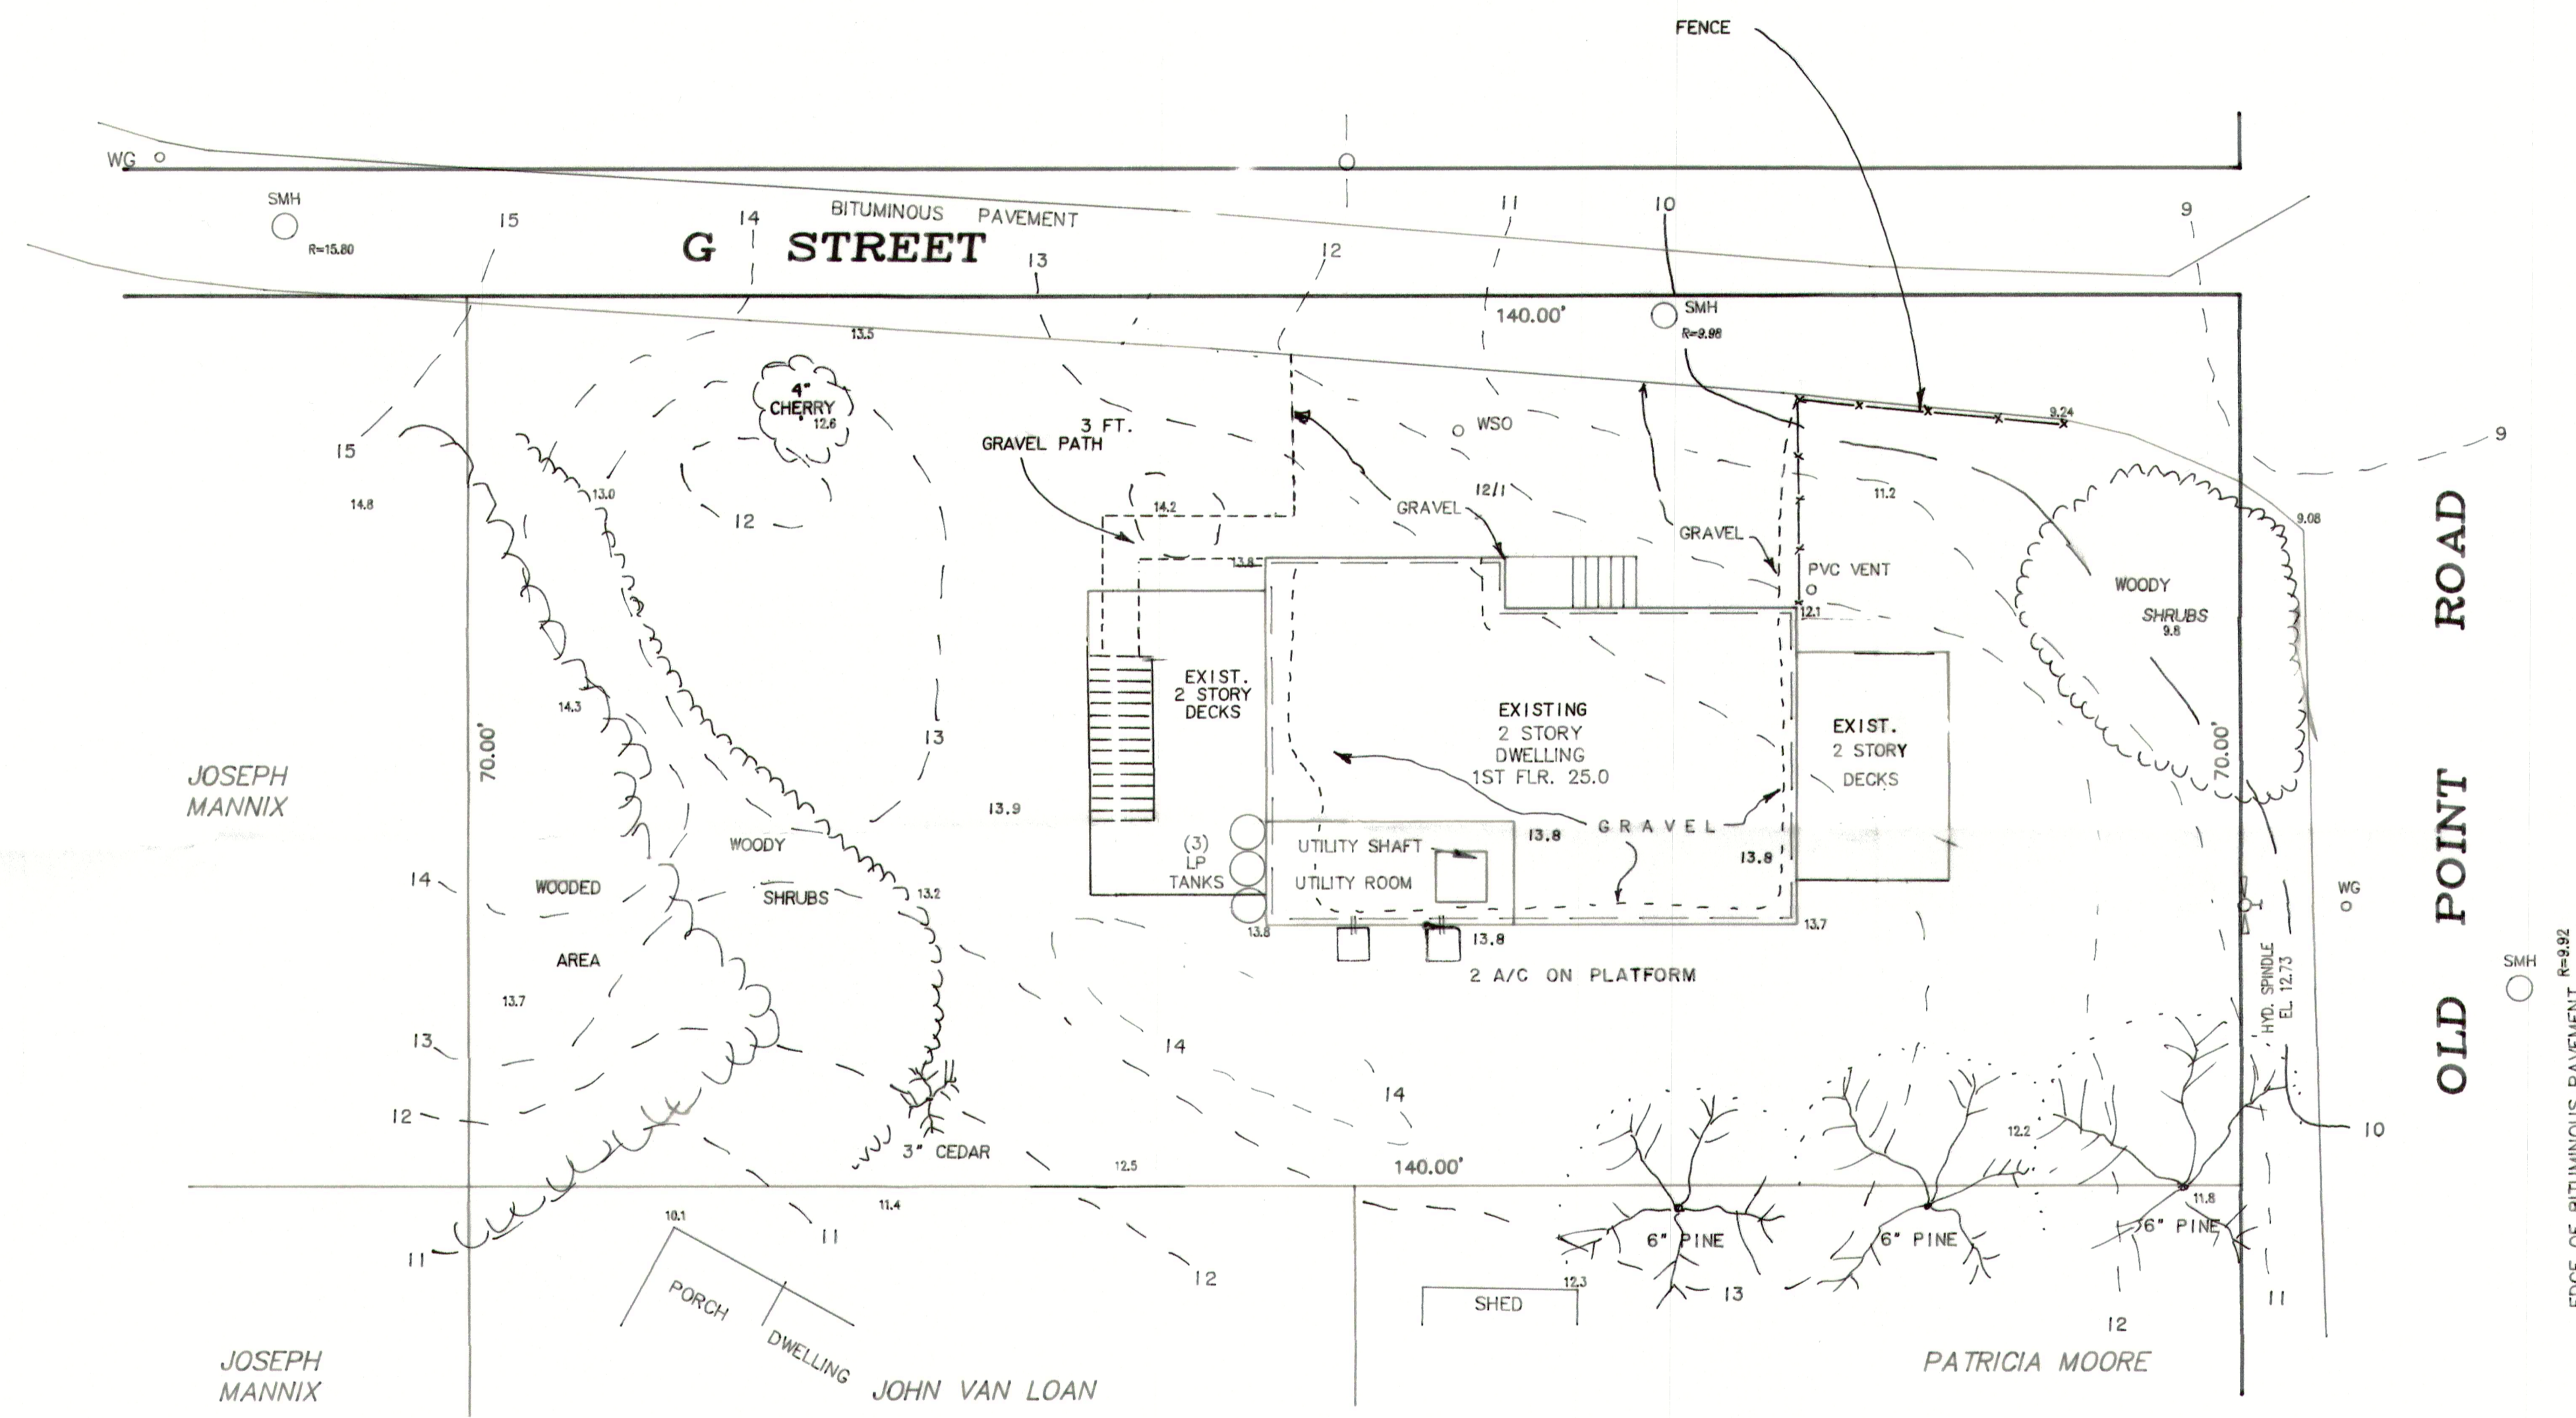 FENCE
WG
SMH
R=15.80
15
14
BITUMINOUS PAVEMENT
G STREET
13
12
11
10
9
140.00'
SMH
R=9.98
13.5
4"
CHERRY
12.6
3 FT.
GRAVEL PATH
WSO
9.24
9
15
14.8
13.0
12
14.2
GRAVEL
12/1
GRAVEL
11.2
9.08
13.8
PVC VENT
12.1
WOODY
SHRUBS
9.8
EXIST.
2 STORY
DECKS
EXISTING
2 STORY
DWELLING
1ST FLR. 25.0
EXIST.
2 STORY
DECKS
14.3
70.00'
13
70.00'
JOSEPH
MANNIX
13.9
GRAVEL
13.8
13.8
(3)
LP
TANKS
UTILITY SHAFT
UTILITY ROOM
WOODY
SHRUBS
14
WOODED
AREA
13.2
13.8
13.8
13.7
2 A/C ON PLATFORM
WG
OLD POINT ROAD
SMH
R=9.92
HYD. SPINDLE
EL 12.73
EDGE OF BITUMINOUS PAVEMENT
13.7
13
14
14
12
12.2
10
3" CEDAR
12.5
140.00'
11.4
10.1
11
11
12
11.8
6" PINE
6" PINE
6" PINE
12.3
13
PORCH
DWELLING
SHED
12
11
JOSEPH
MANNIX
JOHN VAN LOAN
PATRICIA MOORE